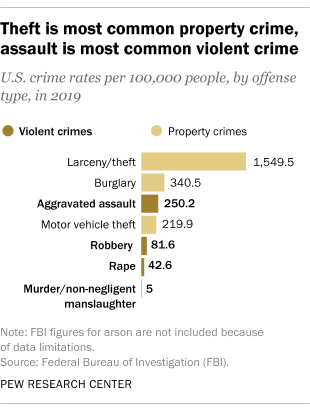 Theft is most common property crime,
assault is most common violent crime
U.S. crime rates per 100,000 people, by offense
type, in 2019
Violent crimes Property crimes
Larceny/theft 1,549.5
Burglary 340.5
Aggravated assault 250.2
Motor vehicle theft 219.9
Robbery 81.6
Rape 42.6
Murder/non-negligent 5
manslaughter
Note: FBI figures for arson are not included because
of data limitations.
Source: Federal Bureau of Investigation (FBI).
PEW RESEARCH CENTER